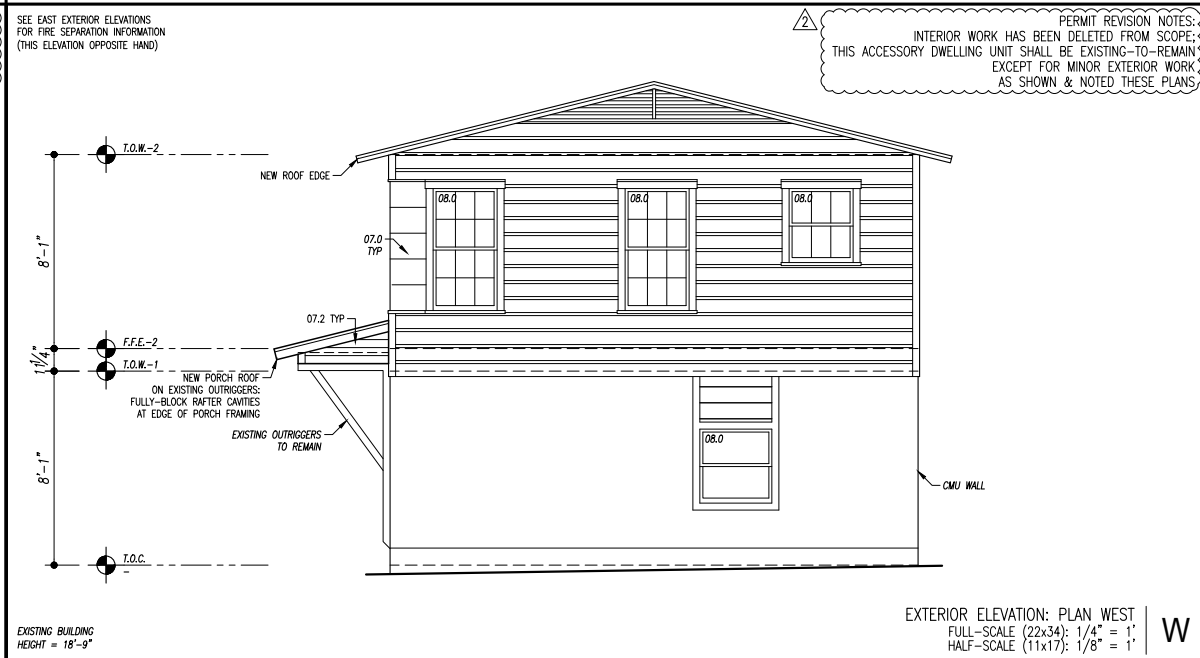 SEE EAST EXTERIOR ELEVATIONS
FOR FIRE SEPARATION INFORMATION
(THIS ELEVATION OPPOSITE HAND)
2
PERMIT REVISION NOTES:
INTERIOR WORK HAS BEEN DELETED FROM SCOPE;
THIS ACCESSORY DWELLING UNIT SHALL BE EXISTING-TO-REMAIN
EXCEPT FOR MINOR EXTERIOR WORK
AS SHOWN & NOTED THESE PLANS
T.O.W.-2
NEW ROOF EDGE
08.0
08.0
08.0
07.0
TYP
8'-1"
07.2 TYP
F.F.E.-2
11 1/4"
T.O.W.-1
NEW PORCH ROOF
ON EXISTING OUTRIGGERS:
FULLY-BLOCK RAFTER CAVITIES
AT EDGE OF PORCH FRAMING
EXISTING OUTRIGGERS
TO REMAIN
08.0
8'-1"
CMU WALL
T.O.C.
EXISTING BUILDING
HEIGHT = 18'-9"
EXTERIOR ELEVATION: PLAN WEST
FULL-SCALE (22x34): 1/4" = 1'
HALF-SCALE (11x17): 1/8" = 1'
W